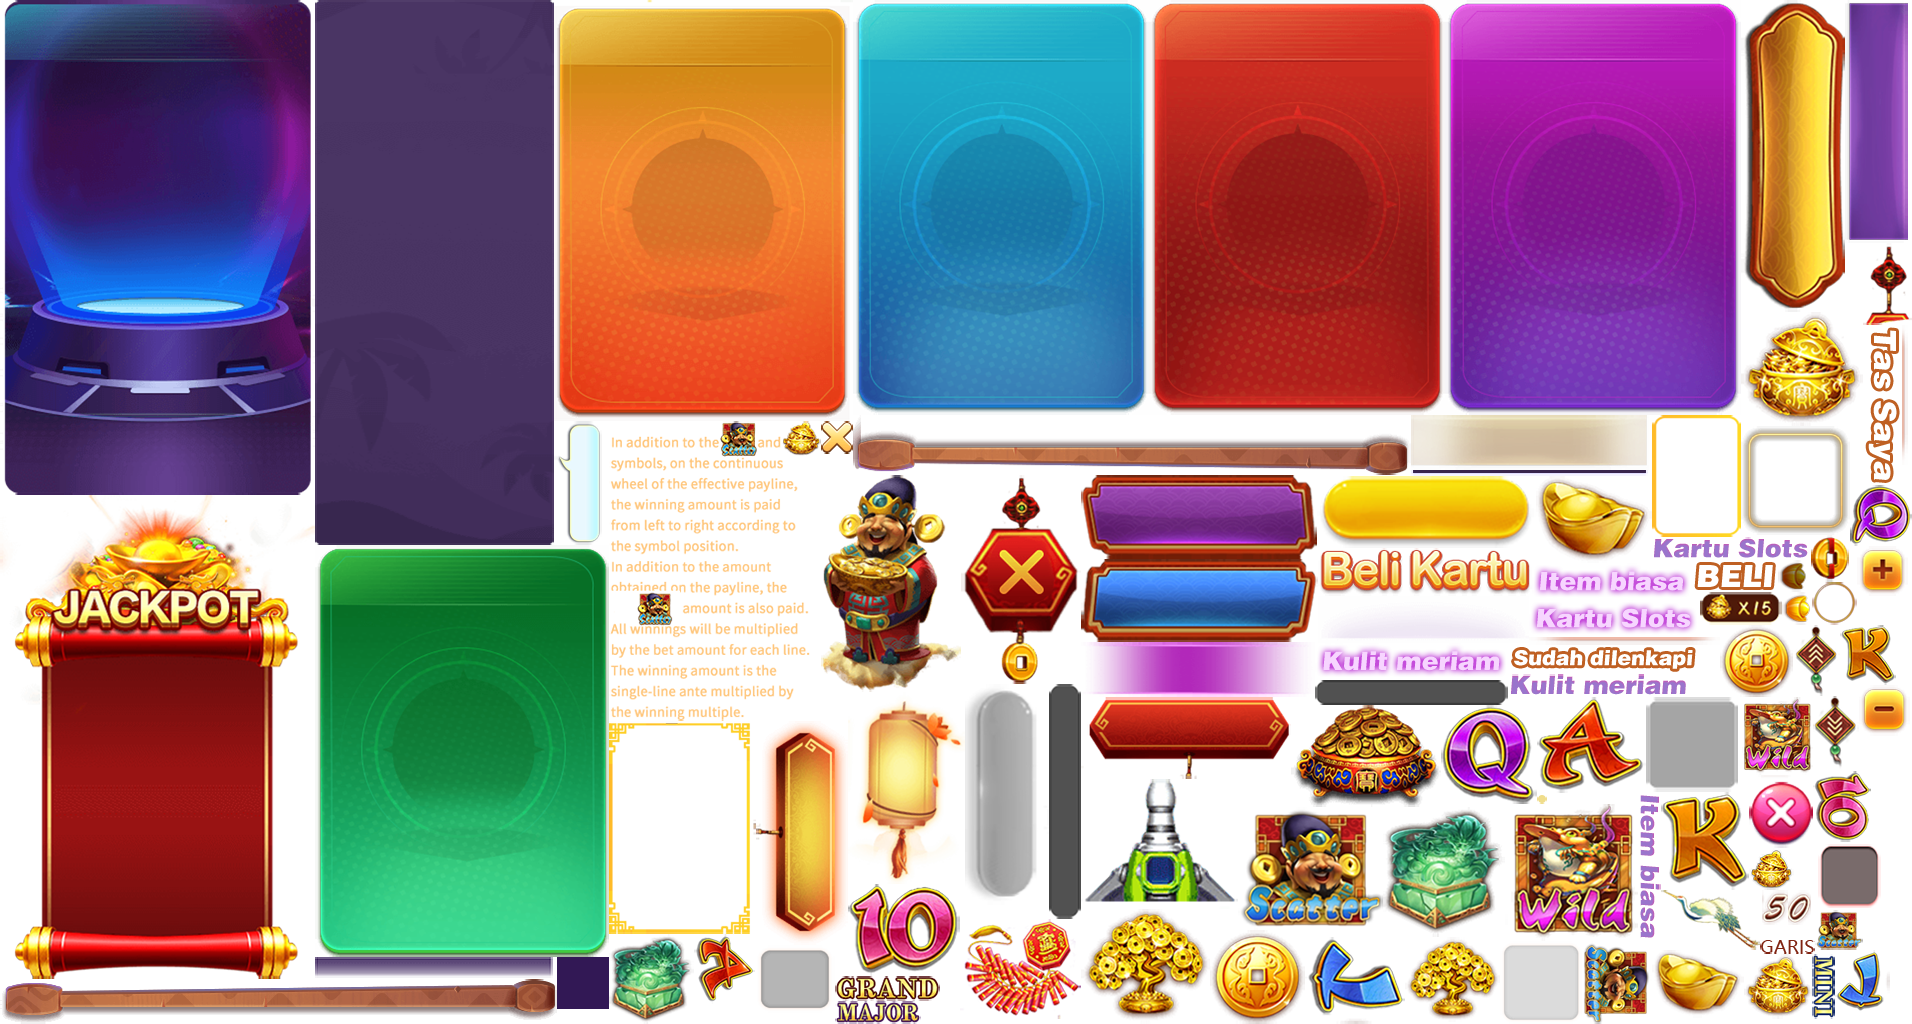 In addition to the Scatter and
symbols, on the continuous
wheel of the effective payline,
the winning amount is paid
from left to right according to
the symbol position.
In addition to the amount
obtained on the payline, the
Scatter amount is also paid.
All winnings will be multiplied
by the bet amount for each line.
The winning amount is the
single-line ante multiplied by
the winning multiple.
JACKPOT
Tas Saya
Q
Kartu Slots
BELI
Beli Kartu
Item biasa
X15
Kartu Slots
Kulit meriam
Sudah dilenkapi
Kulit meriam
K
Q
A
Wild
Item biasa
K
10
Scatter
Wild
50
GARIS
Scatter
10
A
GRAND
MAJOR
J
Scatter
MINI
J